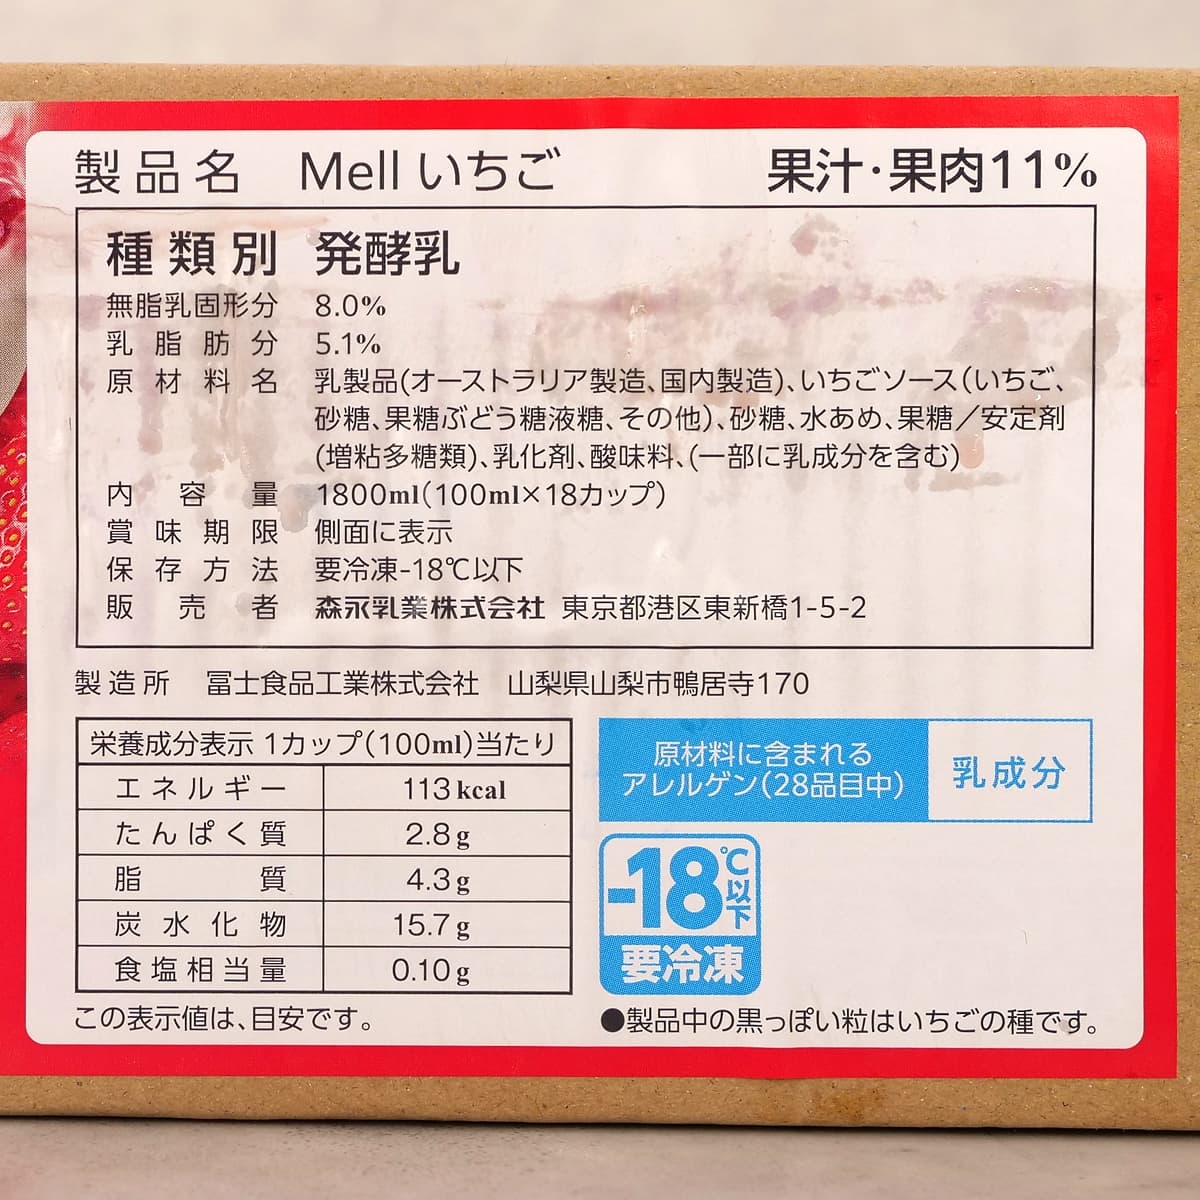 製品名 Mell いちご 果汁・果肉11%
種類別 発酵乳
無脂乳固形分 8.0%
乳脂肪分 5.1%
原材料名 乳製品(オーストラリア製造、国内製造)、いちごソース(いちご、
砂糖、果糖ぶどう糖液糖、その他)、砂糖、水あめ、果糖／安定剤
(増粘多糖類)、乳化剤、酸味料、(一部に乳成分を含む)
内容量 1800ml(100ml×18カップ)
賞味期限 側面に表示
保存方法 要冷凍-18℃以下
販売者 森永乳業株式会社 東京都港区東新橋1-5-2
製造所 冨士食品工業株式会社 山梨県山梨市鴨居寺170
栄養成分表示 1カップ(100ml)当たり
エネルギー 113kcal
たんぱく質 2.8g
脂質 4.3g
炭水化物 15.7g
食塩相当量 0.10g
この表示値は、目安です。
原材料に含まれる
アレルゲン(28品目中)
乳成分
-18℃以下
要冷凍
●製品中の黒っぽい粒はいちごの種です。